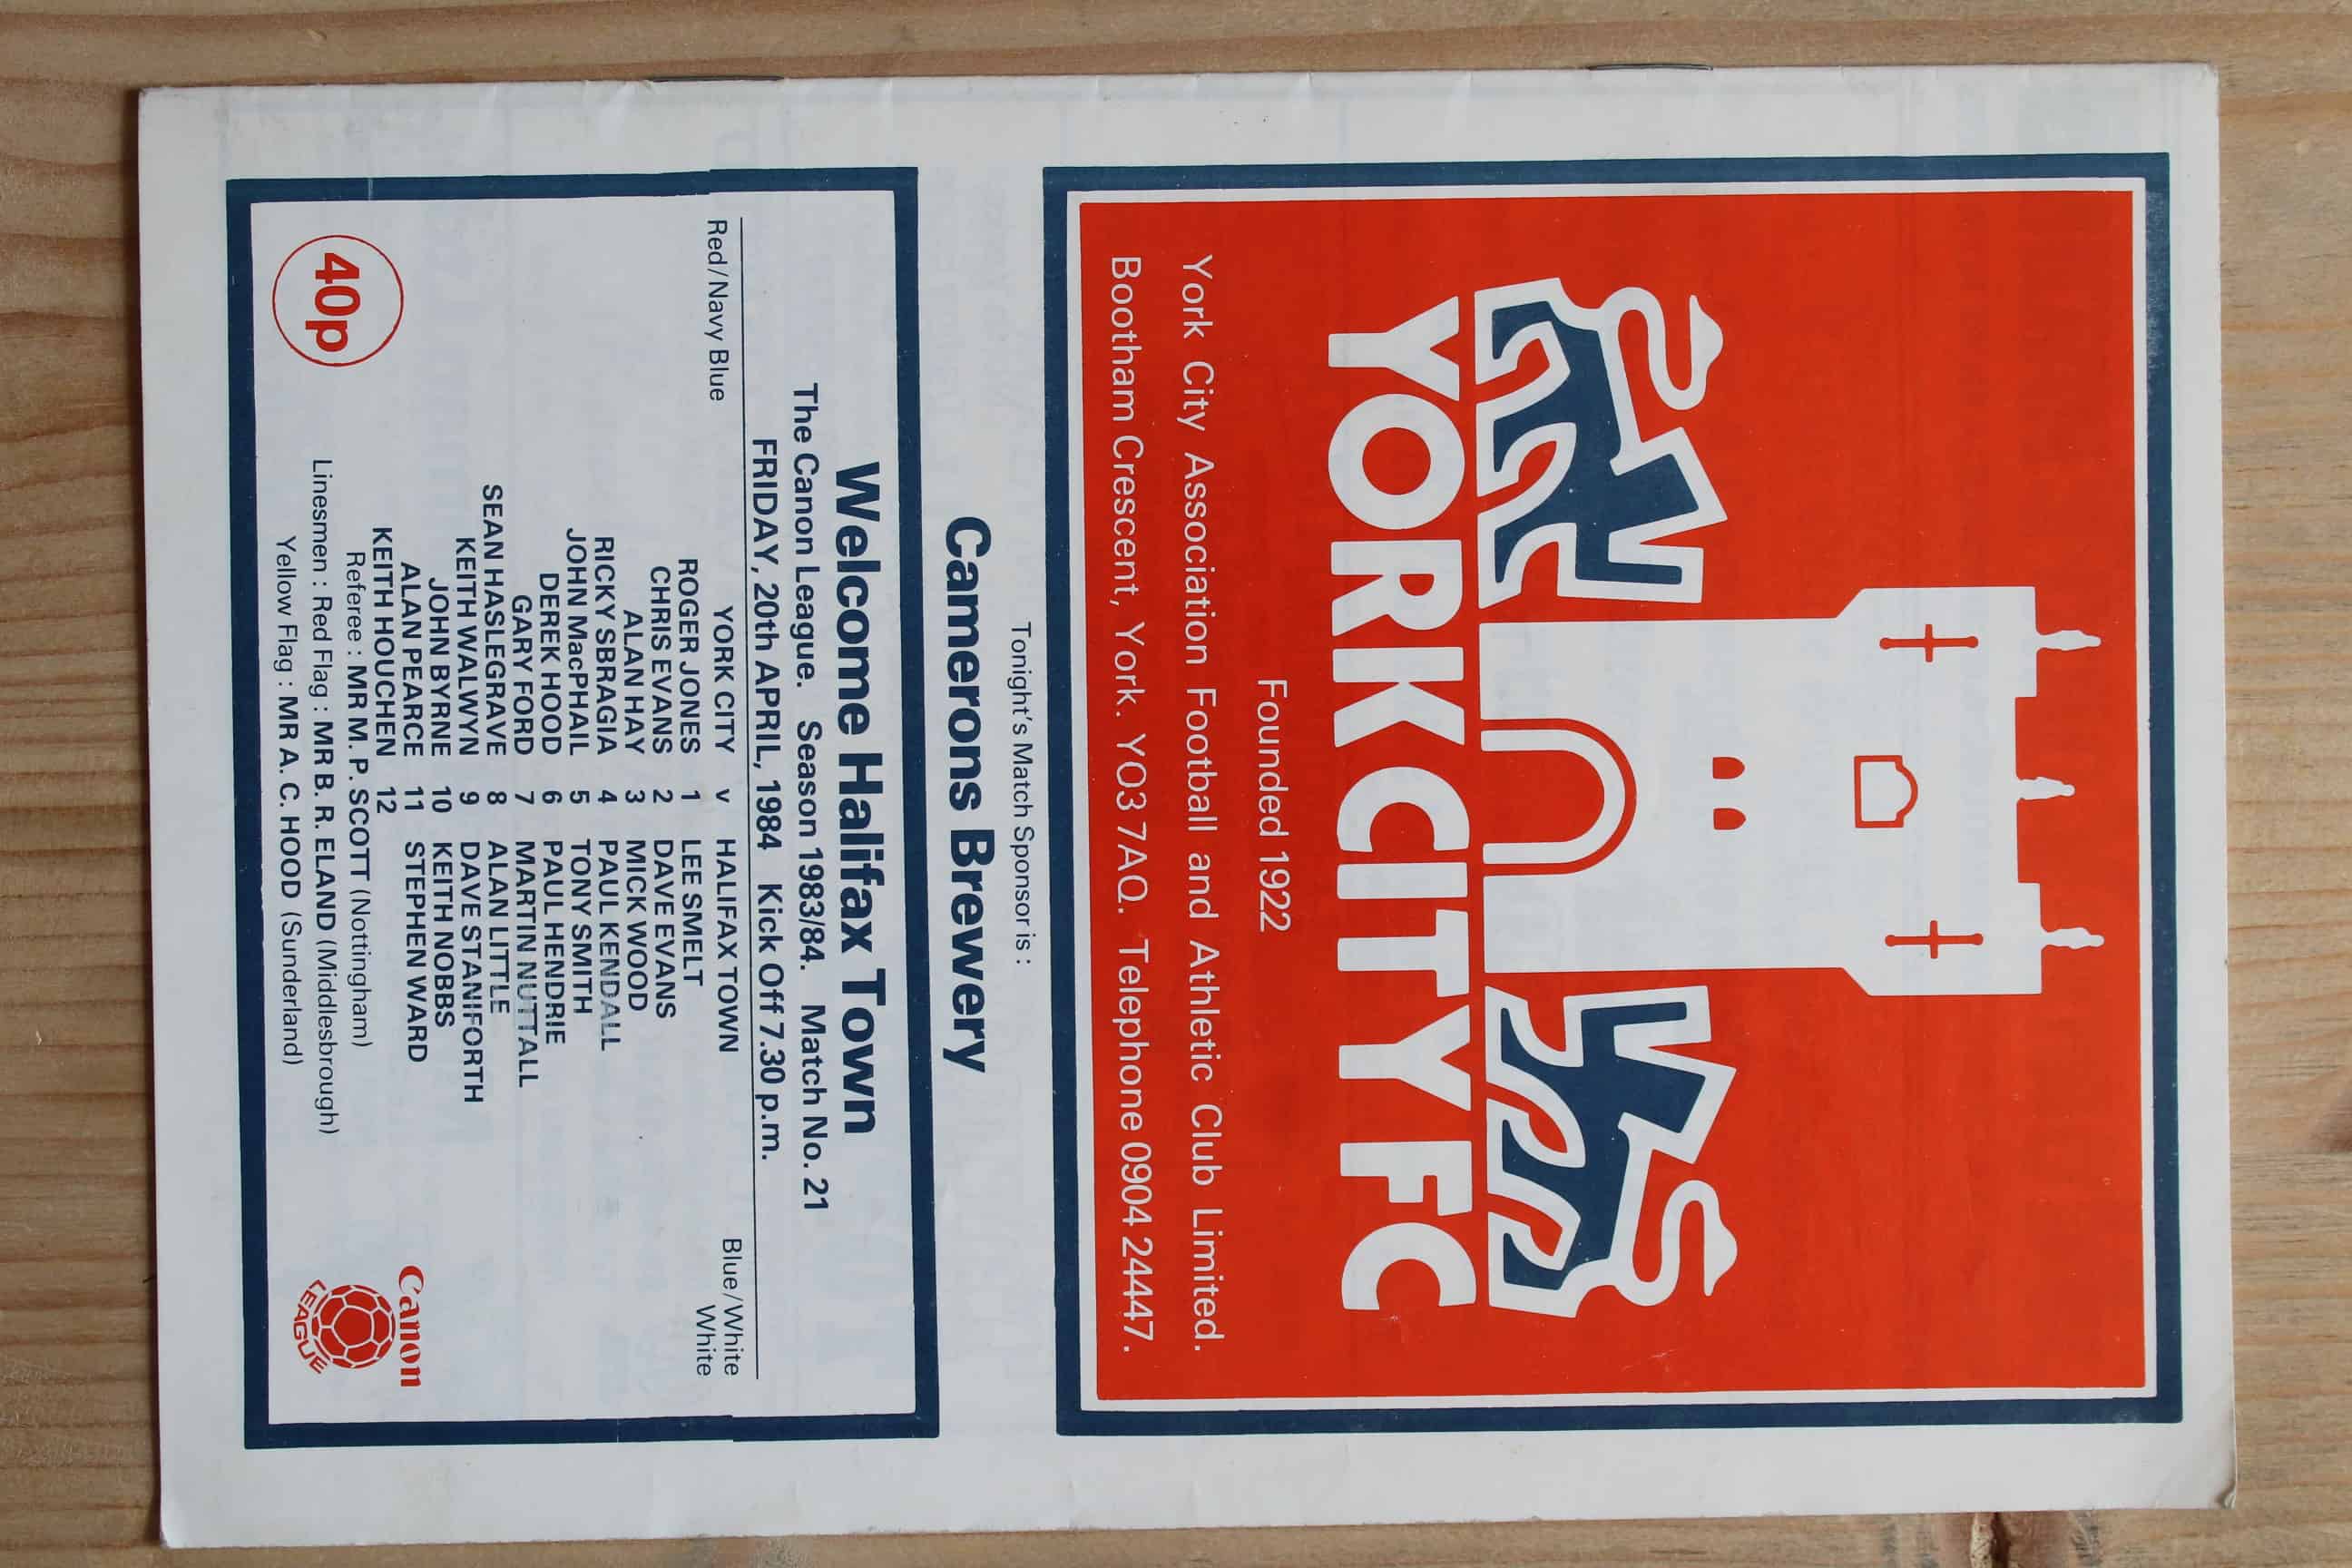 YORK CITY FC
Founded 1922
York City Association Football and Athletic Club Limited.
Bootham Crescent, York. YO3 7AQ. Telephone 0904 24447.
Tonight's Match Sponsor is :
Camerons Brewery
Welcome Halifax Town
The Canon League. Season 1983/84. Match No. 21
FRIDAY, 20th APRIL, 1984 Kick Off 7.30 p.m.
Red/Navy Blue
Blue/White
White
YORK CITY v HALIFAX TOWN
ROGER JONES 1 LEE SMELT
CHRIS EVANS 2 DAVE EVANS
ALAN HAY 3 MICK WOOD
RICKY SBRAGIA 4 PAUL KENDALL
JOHN MacPHAIL 5 TONY SMITH
DEREK HOOD 6 PAUL HENDRIE
GARY FORD 7 MARTIN NUTTALL
SEAN HASLEGRAVE 8 ALAN LITTLE
KEITH WALWYN 9 DAVE STANIFORTH
JOHN BYRNE 10 KEITH NOBBS
ALAN PEARCE 11 STEPHEN WARD
KEITH HOUCHEN 12
Referee : MR M. P. SCOTT (Nottingham)
Linesmen : Red Flag : MR B. R. ELAND (Middlesbrough)
Yellow Flag : MR A. C. HOOD (Sunderland)
40p
Canon
LEAGUE